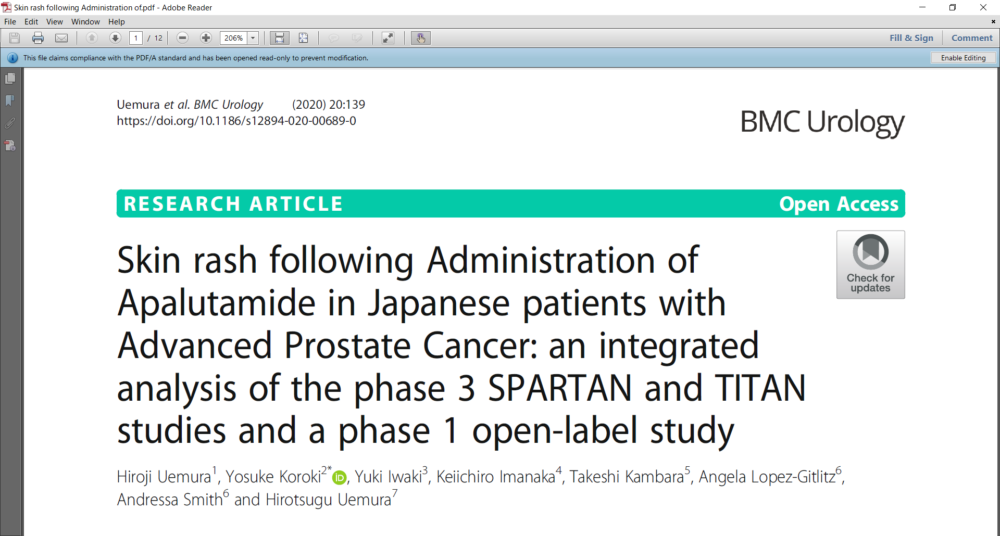 Skin rash following Administration of.pdf - Adobe Reader
File Edit View Window Help
1 / 12 206% Fill & Sign Comment
This file claims compliance with the PDF/A standard and has been opened read-only to prevent modification. Enable Editing
Uemura et al. BMC Urology (2020) 20:139
https://doi.org/10.1186/s12894-020-00689-0
BMC Urology
RESEARCH ARTICLE Open Access
Skin rash following Administration of
Apalutamide in Japanese patients with
Advanced Prostate Cancer: an integrated
analysis of the phase 3 SPARTAN and TITAN
studies and a phase 1 open-label study
Check for
updates
Hiroji Uemura1, Yosuke Koroki2* iD, Yuki Iwaki3, Keiichiro Imanaka4, Takeshi Kambara5, Angela Lopez-Gitlitz6,
Andressa Smith6 and Hirotsugu Uemura7